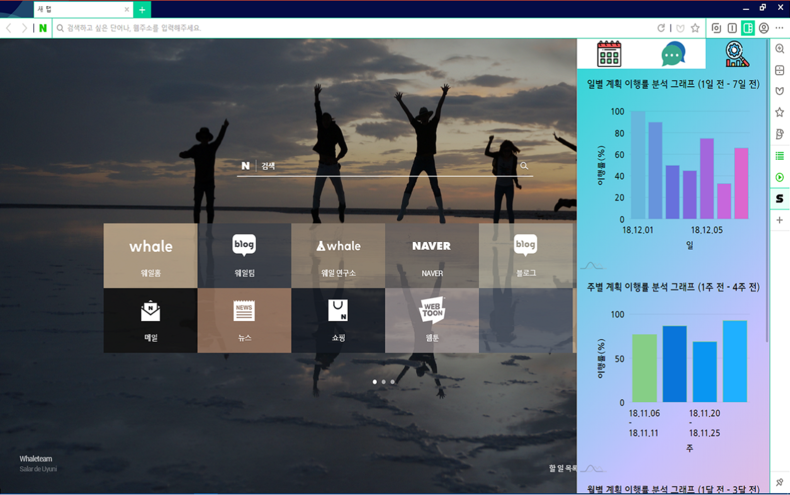 새 탭
N
검색하고 싶은 단어나, 웹주소를 입력해주세요.
N 검색
whale
웨일홈
blog
웨일팀
whale
웨일 연구소
NAVER
NAVER
blog
블로그
N
메일
NEWS
뉴스
N
쇼핑
WEB
TOON
웹툰
Whaleteam
Salar de Uyuni
할 일 목록
일별 계획 이행률 분석 그래프 (1일 전 - 7일 전)
이행률(%)
100
80
60
40
20
0
18,12,01
18,12,05
일
주별 계획 이행률 분석 그래프 (1주 전 - 4주 전)
이행률(%)
100
50
0
18,11,06
-
18,11,11
18,11,20
-
18,11,25
주
월별 계획 이행률 분석 그래프 (1달 전 - 3달 전)
S